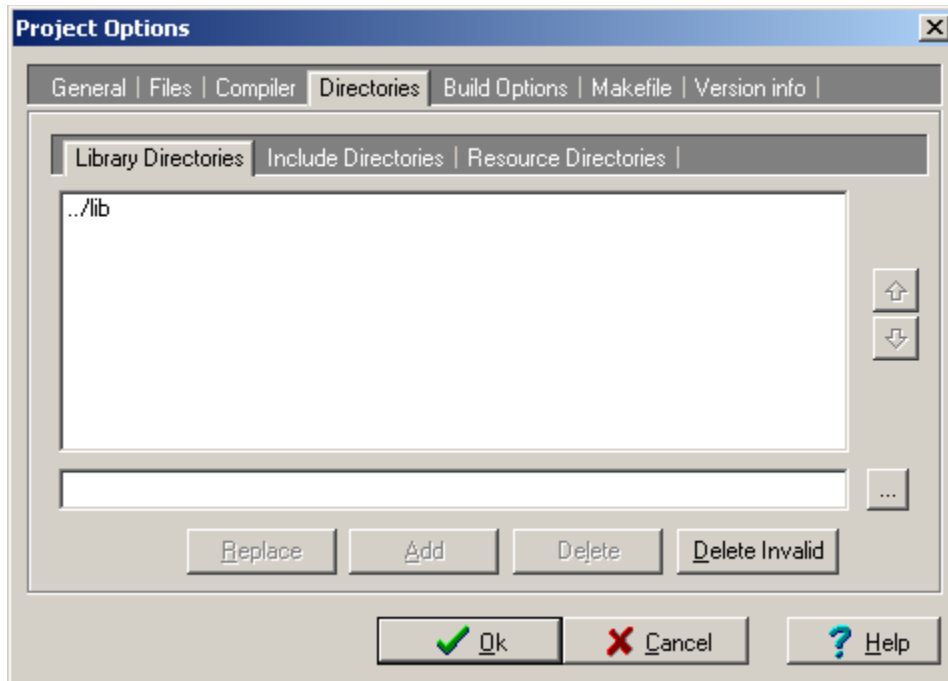 Project Options
General | Files | Compiler Directories Build Options | Makefile | Version info |
Library Directories Include Directories | Resource Directories |
../lib
...
Replace Add Delete Delete Invalid
Ok Cancel ? Help